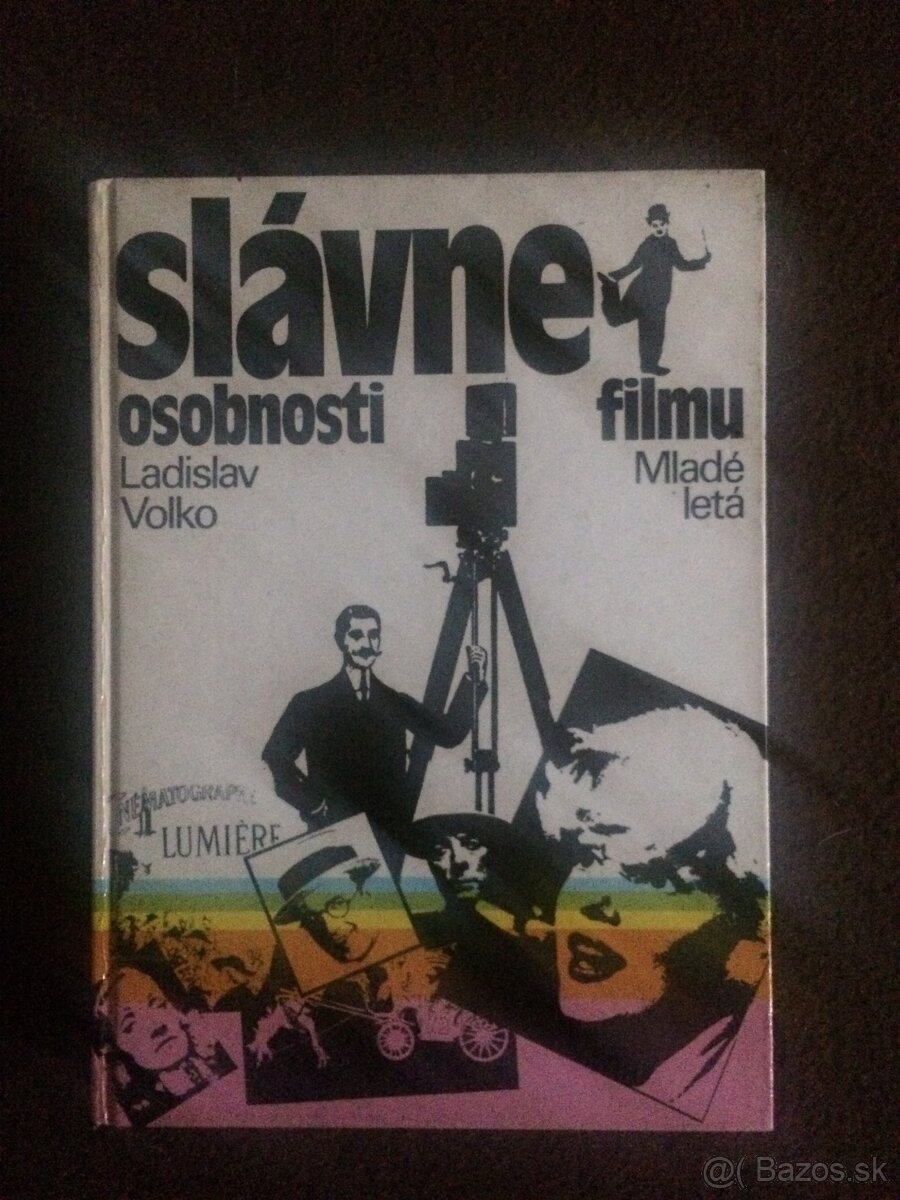 slávne
osobnosti filmu
Ladislav Volko
Mladé letá
LUMIÈRE
@( Bazos.sk